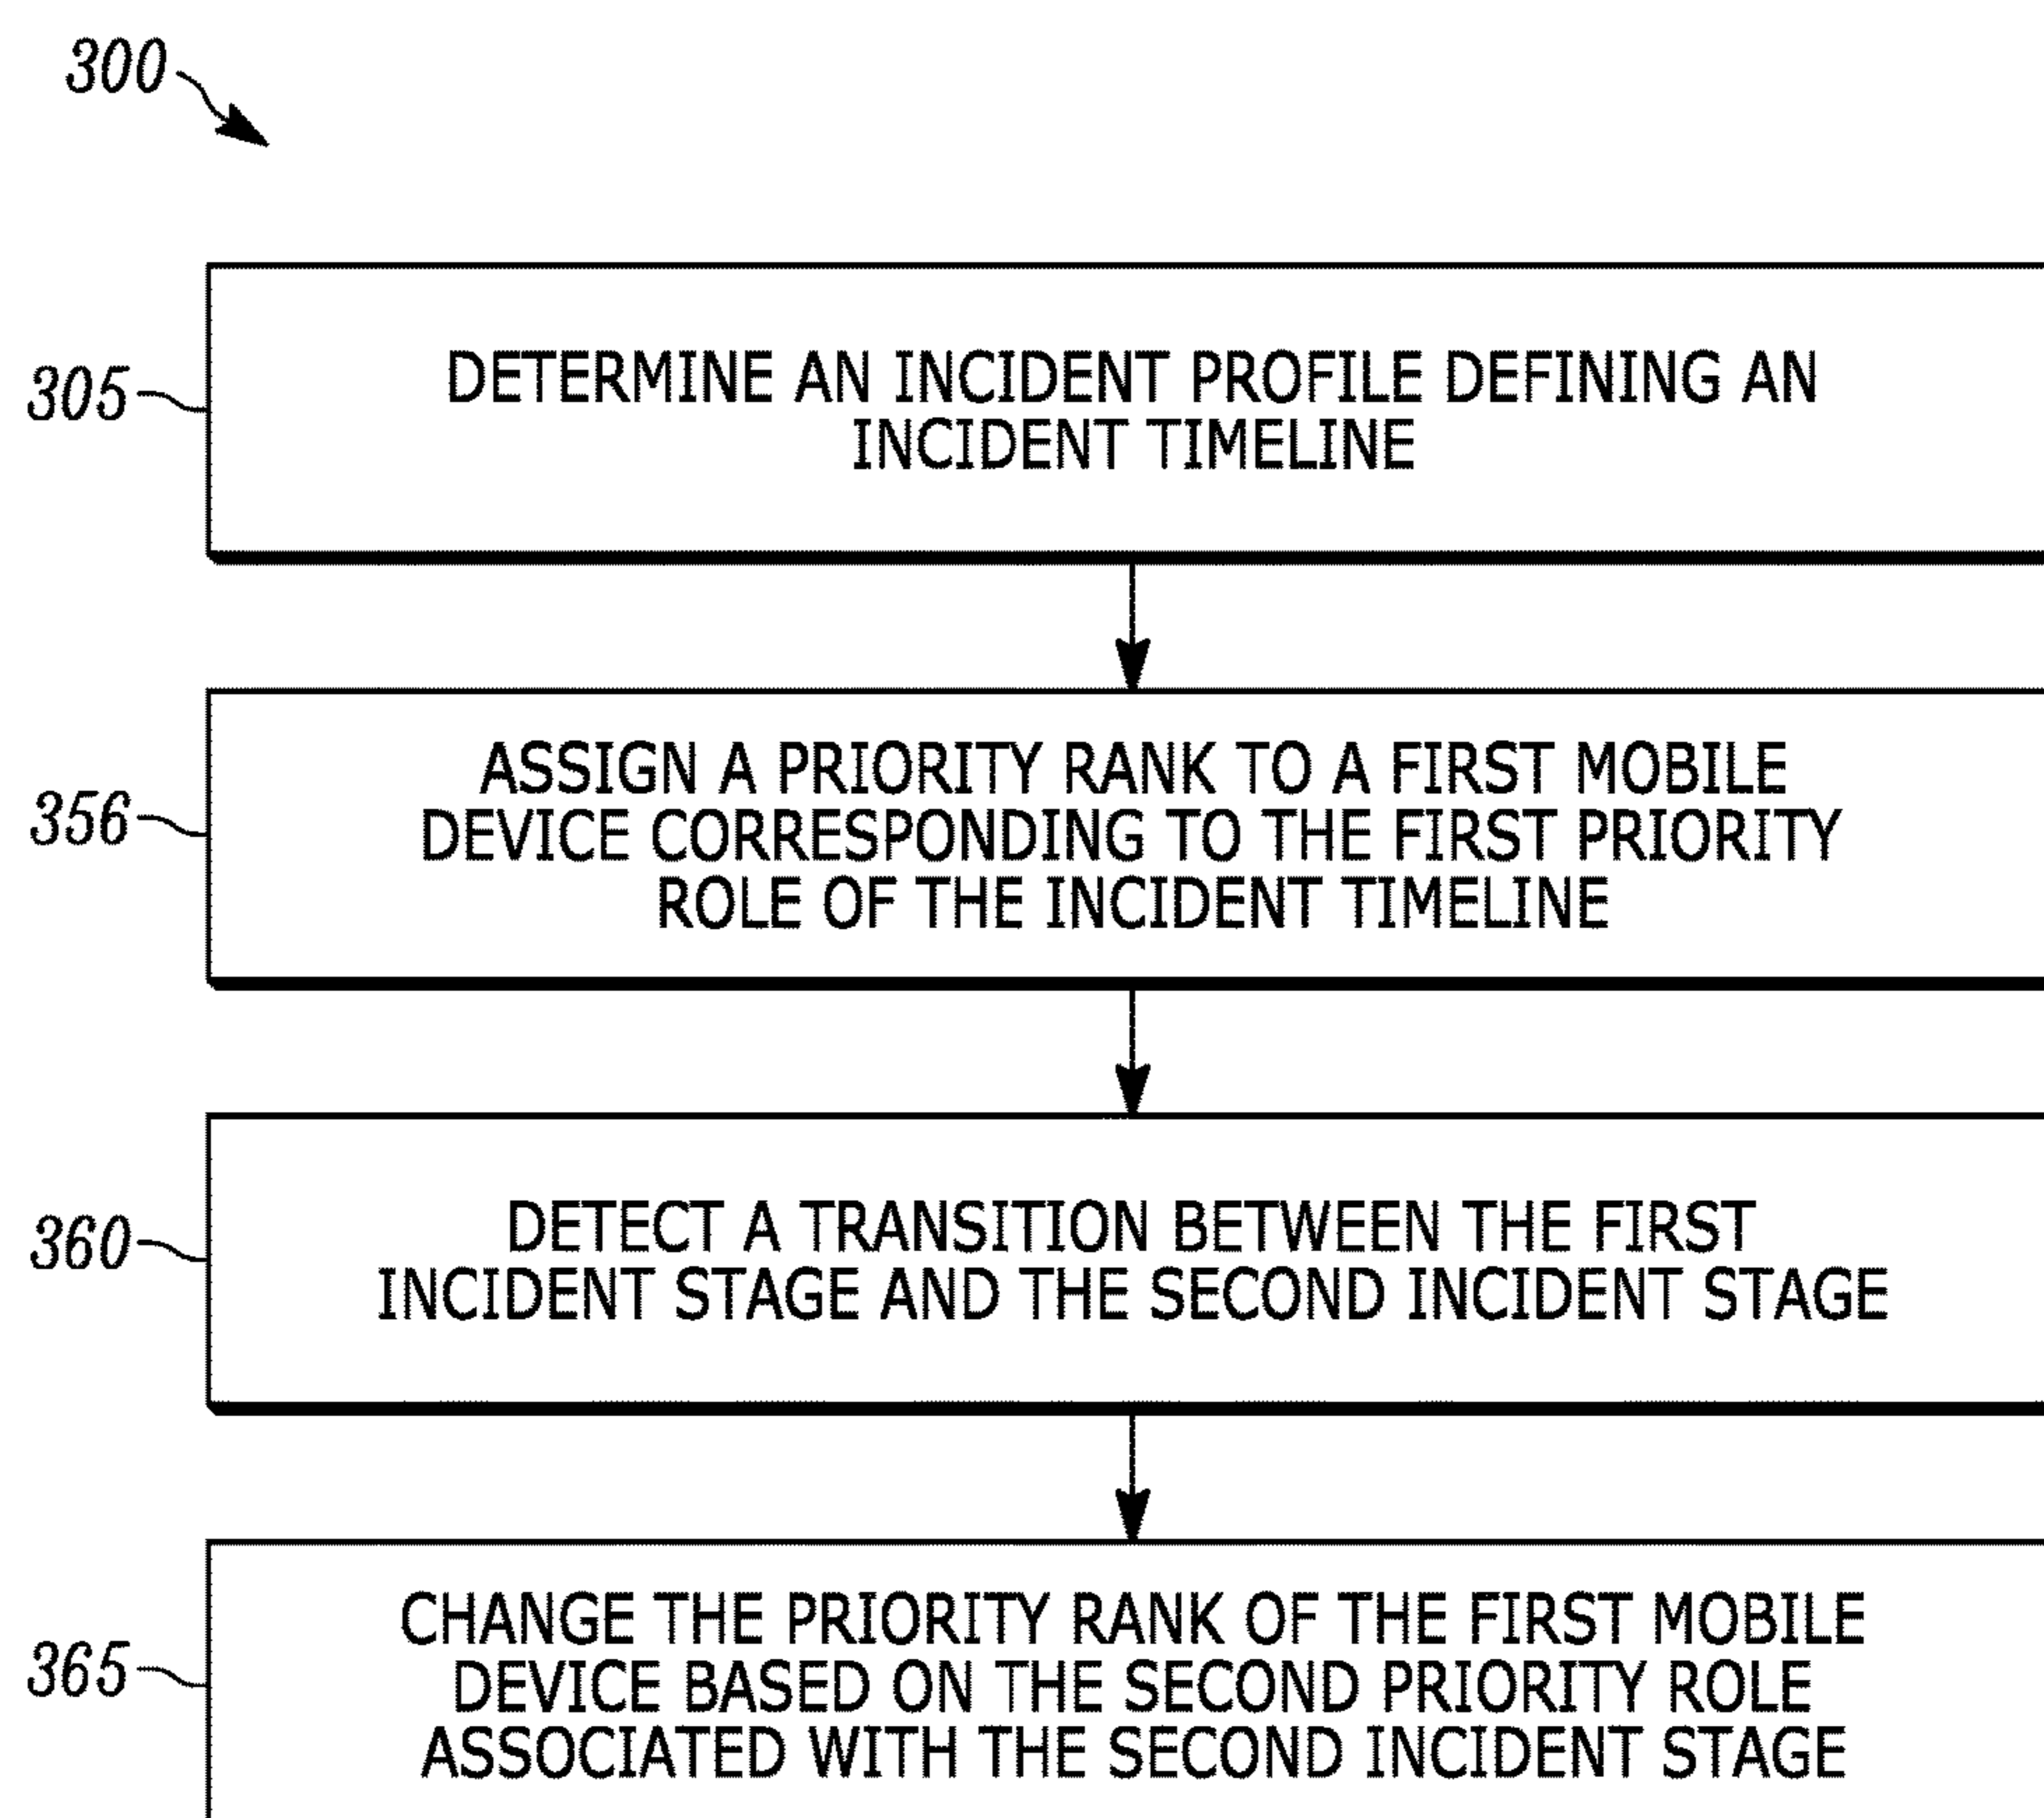 300
305
DETERMINE AN INCIDENT PROFILE DEFINING AN
INCIDENT TIMELINE
356
ASSIGN A PRIORITY RANK TO A FIRST MOBILE
DEVICE CORRESPONDING TO THE FIRST PRIORITY
ROLE OF THE INCIDENT TIMELINE
360
DETECT A TRANSITION BETWEEN THE FIRST
INCIDENT STAGE AND THE SECOND INCIDENT STAGE
365
CHANGE THE PRIORITY RANK OF THE FIRST MOBILE
DEVICE BASED ON THE SECOND PRIORITY ROLE
ASSOCIATED WITH THE SECOND INCIDENT STAGE